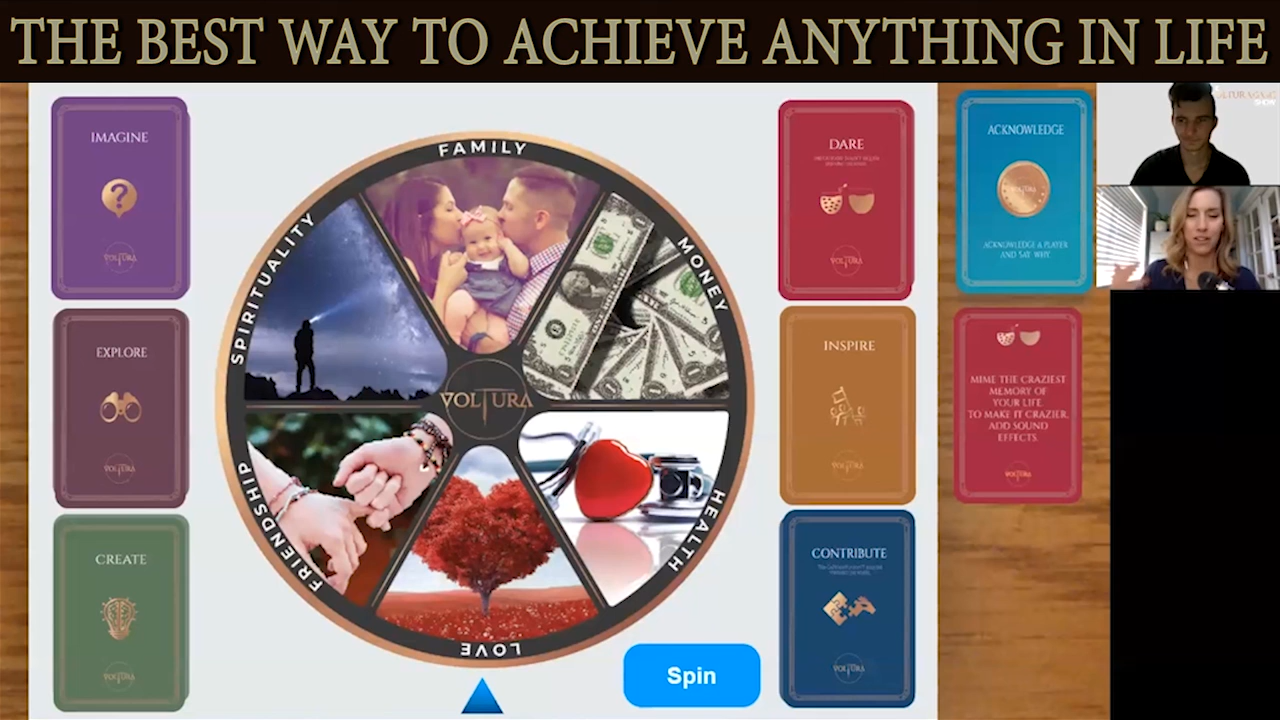 THE BEST WAY TO ACHIEVE ANYTHING IN LIFE
IMAGINE
?
VOLTURA
EXPLORE
VOLTURA
CREATE
VOLTURA
FAMILY
MONEY
HEALTH
LOVE
FRIENDSHIP
SPIRITUALITY
VOLTURA
Spin
DARE
VOLTURA
INSPIRE
VOLTURA
CONTRIBUTE
VOLTURA
ACKNOWLEDGE
VOLTURA
ACKNOWLEDGE A PLAYER
AND SAY WHY.
MIME THE CRAZIEST
MEMORY OF
YOUR LIFE.
TO MAKE IT CRAZIER,
ADD SOUND
EFFECTS.
VOLTURA
SHOW